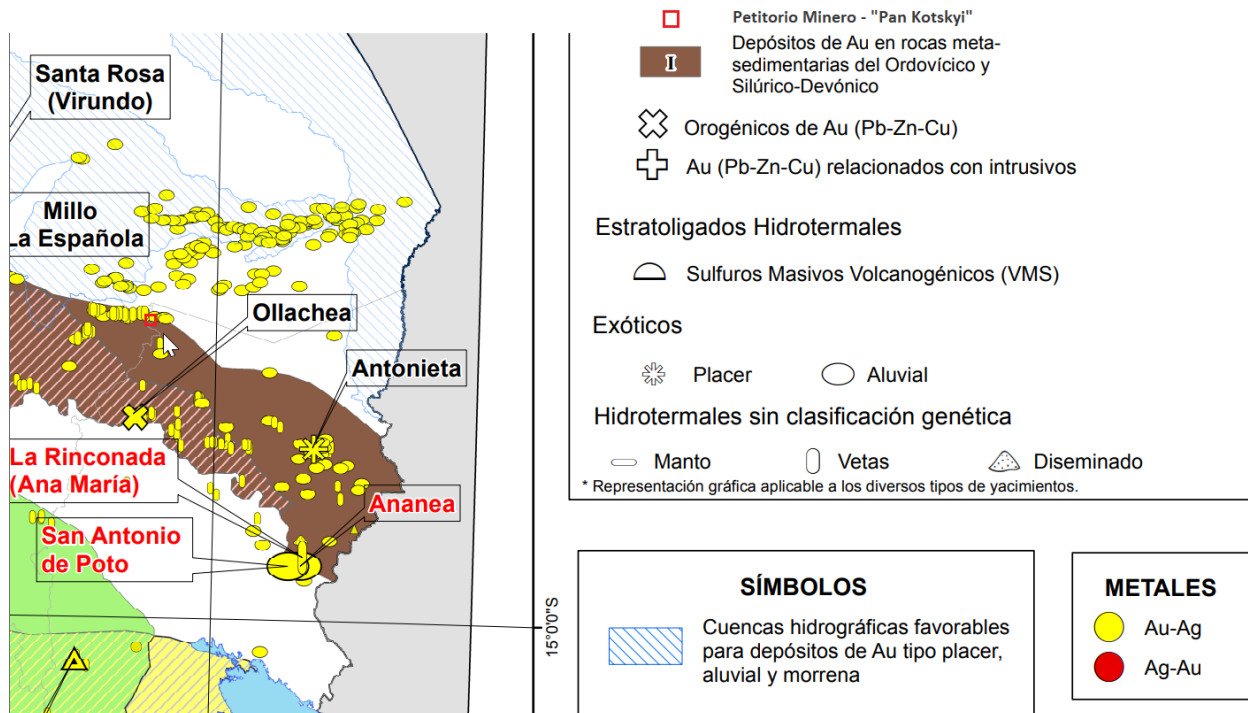 Santa Rosa
(Virundo)
Millo
La Española
Ollachea
Antonieta
La Rinconada
(Ana María)
Ananea
San Antonio
de Poto
15°0'0"S
Petitorio Minero - "Pan Kotskyi"
I
Depósitos de Au en rocas meta-
sedimentarias del Ordovícico y
Silúrico-Devónico
Orogénicos de Au (Pb-Zn-Cu)
Au (Pb-Zn-Cu) relacionados con intrusivos
Estratoligados Hidrotermales
Sulfuros Masivos Volcanogénicos (VMS)
Exóticos
Placer
Aluvial
Hidrotermales sin clasificación genética
Manto
Vetas
Diseminado
* Representación gráfica aplicable a los diversos tipos de yacimientos.
SÍMBOLOS
Cuencas hidrográficas favorables
para depósitos de Au tipo placer,
aluvial y morrena
METALES
Au-Ag
Ag-Au